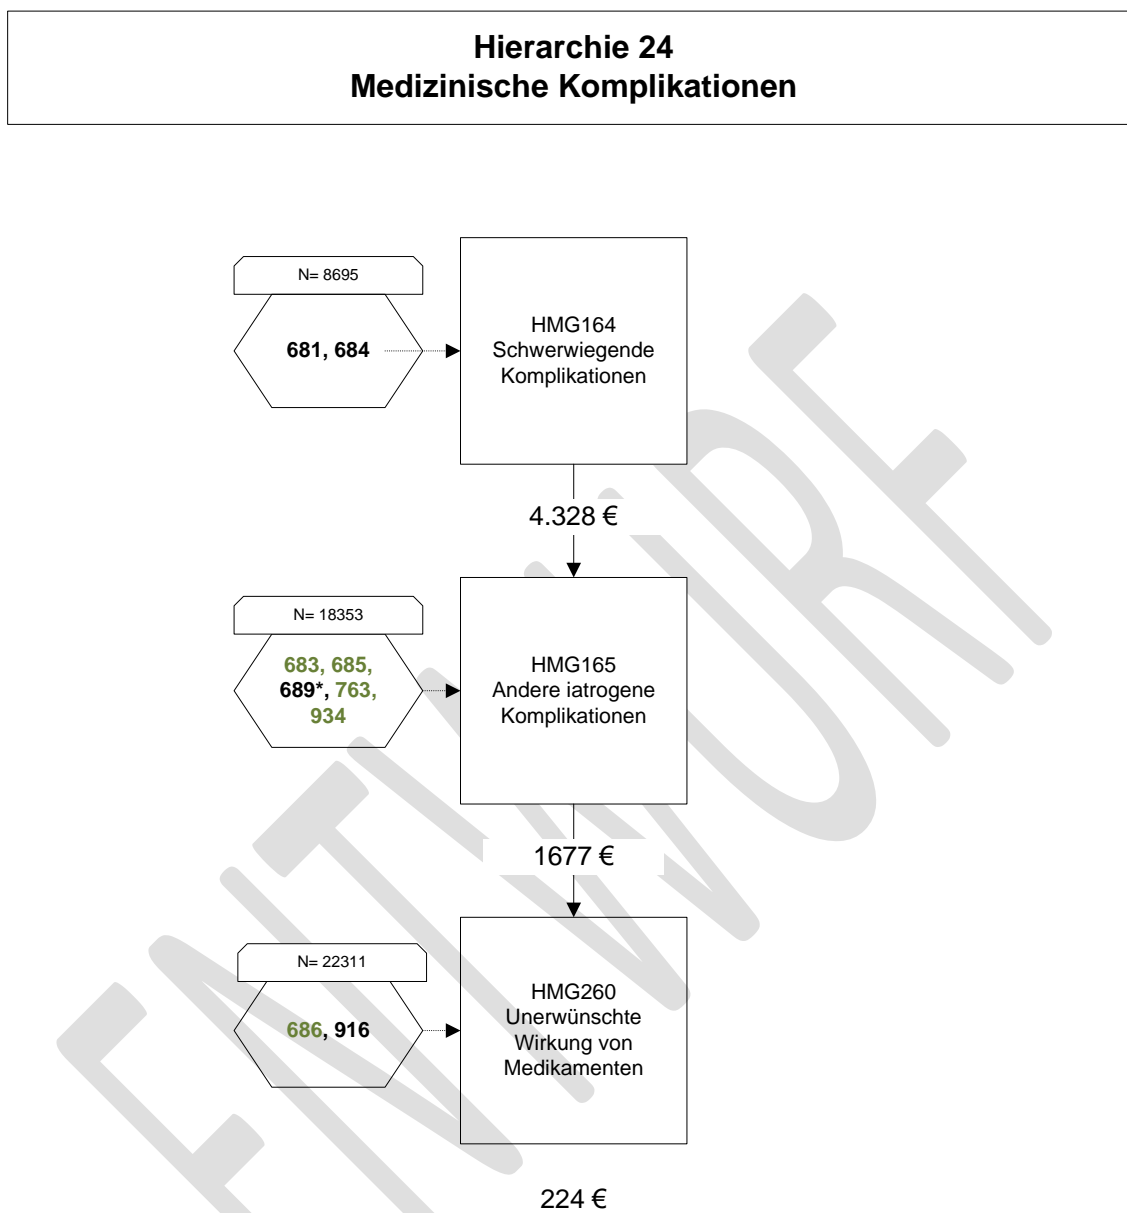 Hierarchie 24
Medizinische Komplikationen
N= 8695
681, 684
HMG164
Schwerwiegende
Komplikationen
4.328 €
N= 18353
683, 685,
689*, 763,
934
HMG165
Andere iatrogene
Komplikationen
1677 €
N= 22311
686, 916
HMG260
Unerwünschte
Wirkung von
Medikamenten
224 €
ENTWURF